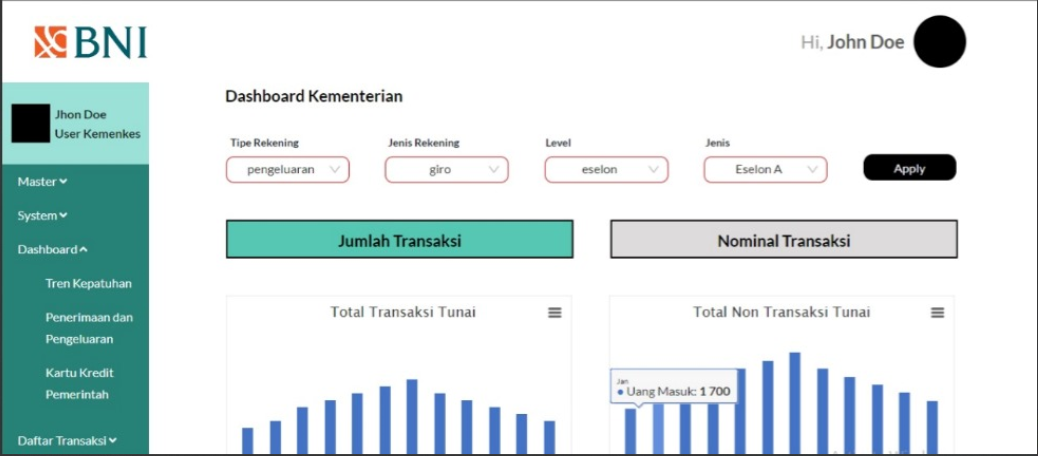 BNI
Hi, John Doe
Jhon Doe
User Kemenkes
Master
System
Dashboard
Tren Kepatuhan
Penerimaan dan
Pengeluaran
Kartu Kredit
Pemerintah
Daftar Transaksi
Dashboard Kementerian
Tipe Rekening
Jenis Rekening
Level
Jenis
pengeluaran
giro
eselon
Eselon A
Apply
Jumlah Transaksi
Nominal Transaksi
Total Transaksi Tunai
Total Non Transaksi Tunai
Jan
Uang Masuk: 1 700